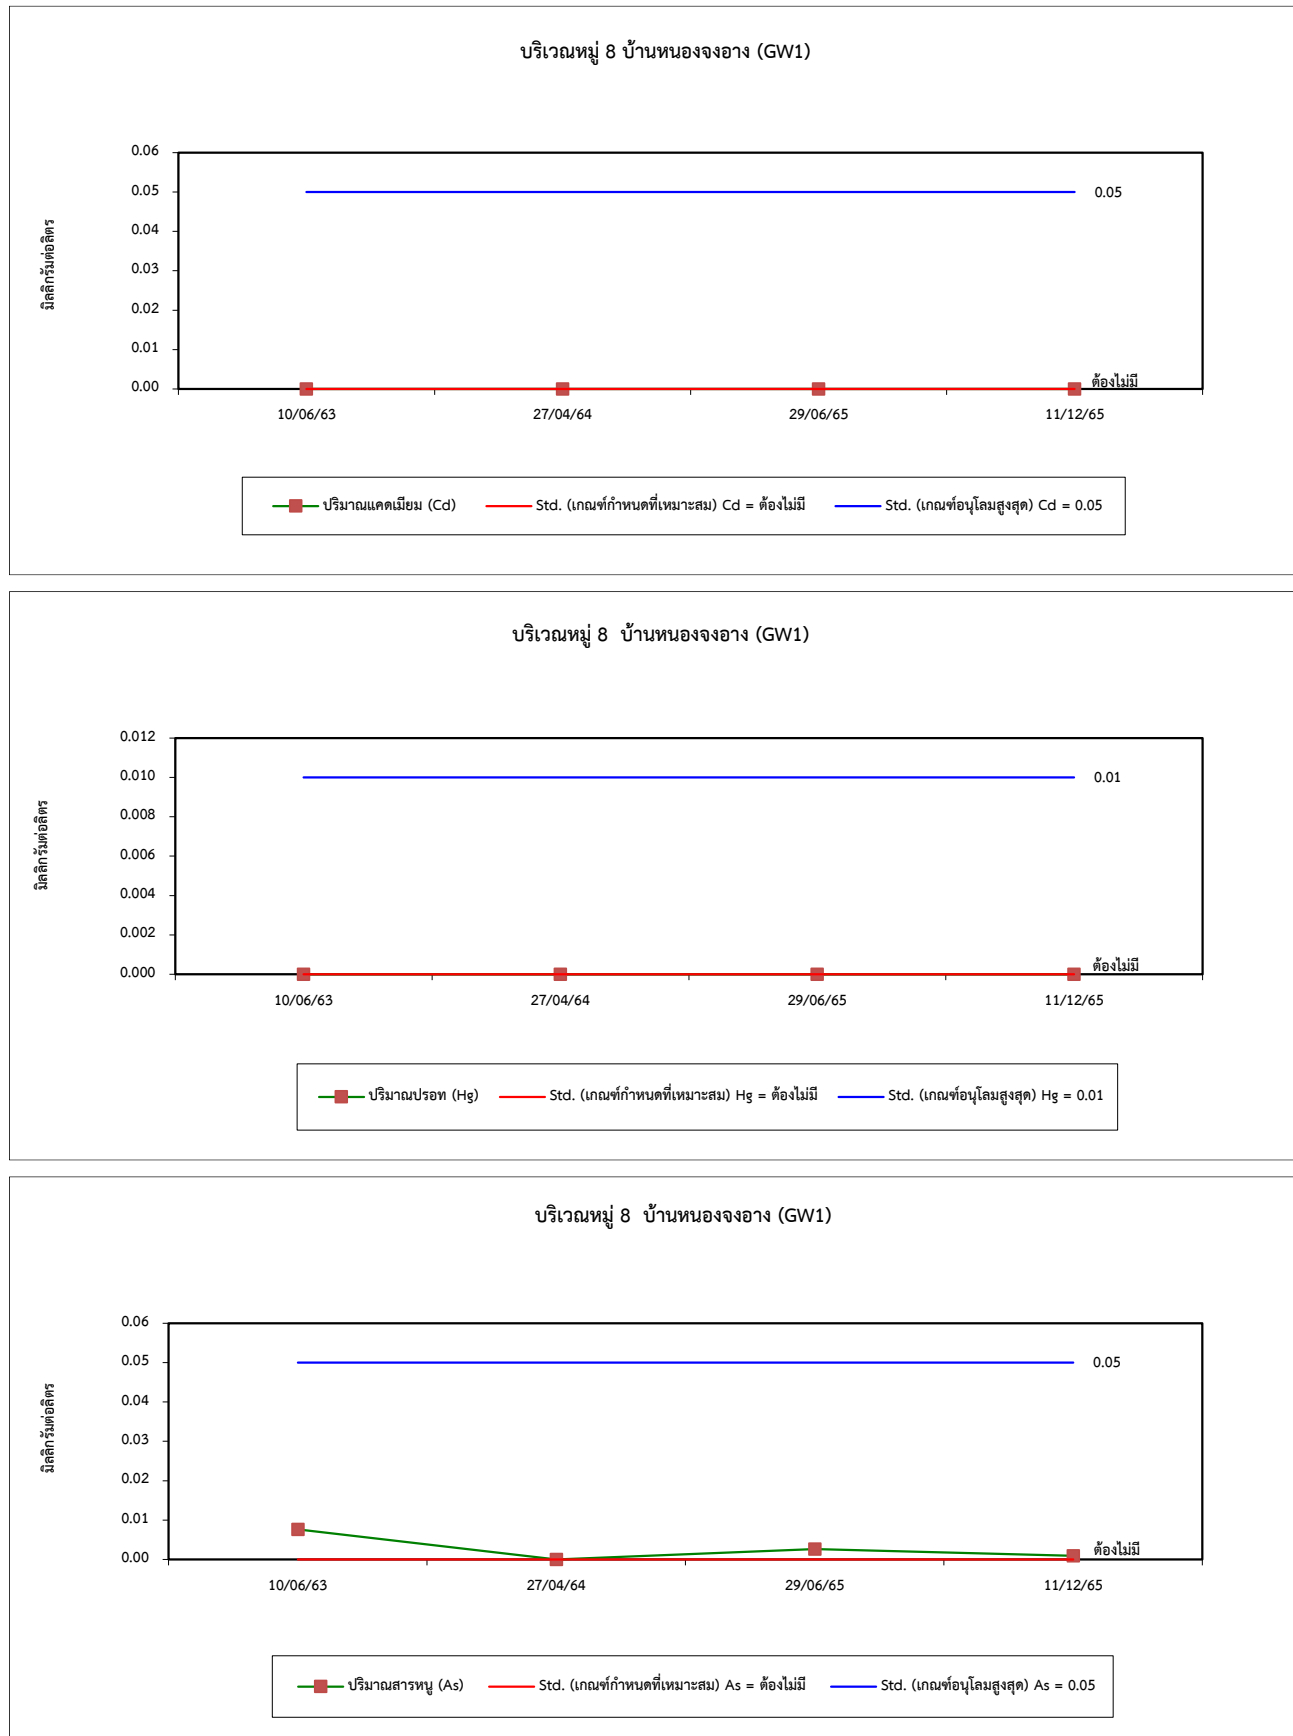 บริเวณหมู่ 8 บ้านหนองจงอาง (GW1)
มิลลิกรัมต่อลิตร
0.06
0.05
0.04
0.03
0.02
0.01
0.00
0.05
ต้องไม่มี
10/06/63 27/04/64 29/06/65 11/12/65
ปริมาณแคดเมียม (Cd) Std. (เกณฑ์กำหนดที่เหมาะสม) Cd = ต้องไม่มี Std. (เกณฑ์อนุโลมสูงสุด) Cd = 0.05
บริเวณหมู่ 8 บ้านหนองจงอาง (GW1)
มิลลิกรัมต่อลิตร
0.012
0.010
0.008
0.006
0.004
0.002
0.000
0.01
ต้องไม่มี
10/06/63 27/04/64 29/06/65 11/12/65
ปริมาณปรอท (Hg) Std. (เกณฑ์กำหนดที่เหมาะสม) Hg = ต้องไม่มี Std. (เกณฑ์อนุโลมสูงสุด) Hg = 0.01
บริเวณหมู่ 8 บ้านหนองจงอาง (GW1)
มิลลิกรัมต่อลิตร
0.06
0.05
0.04
0.03
0.02
0.01
0.00
0.05
ต้องไม่มี
10/06/63 27/04/64 29/06/65 11/12/65
ปริมาณสารหนู (As) Std. (เกณฑ์กำหนดที่เหมาะสม) As = ต้องไม่มี Std. (เกณฑ์อนุโลมสูงสุด) As = 0.05